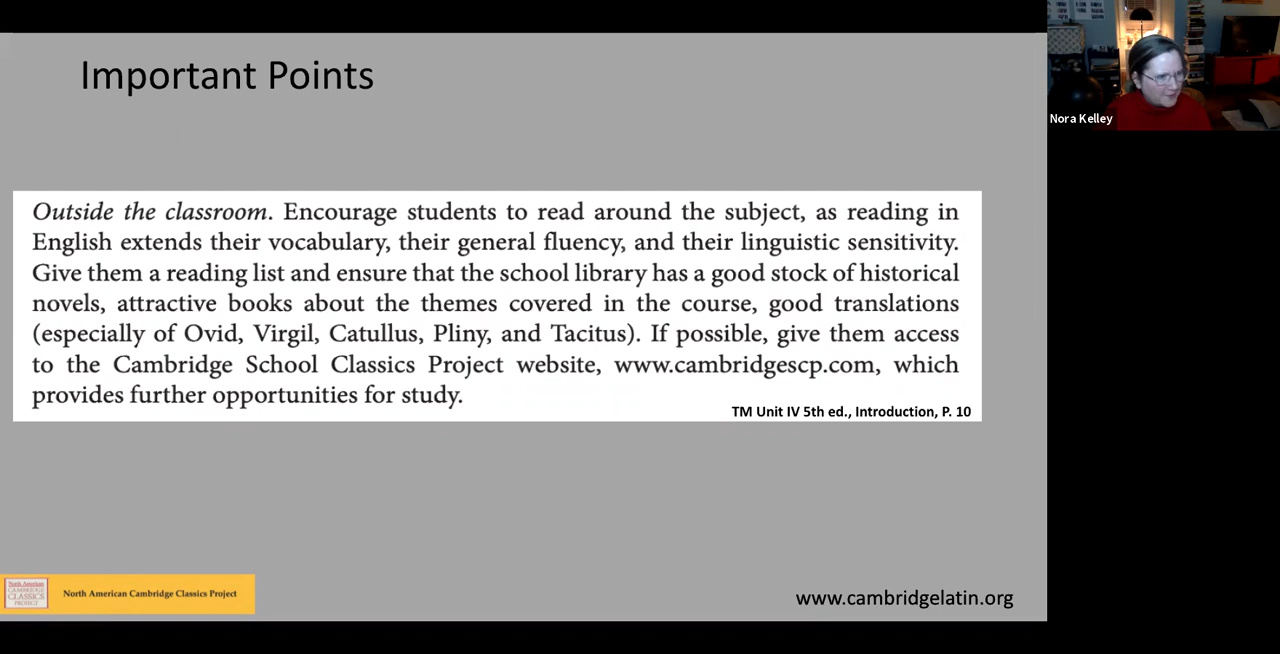 Important Points
Nora Kelley
Outside the classroom. Encourage students to read around the subject, as reading in
English extends their vocabulary, their general fluency, and their linguistic sensitivity.
Give them a reading list and ensure that the school library has a good stock of historical
novels, attractive books about the themes covered in the course, good translations
(especially of Ovid, Virgil, Catullus, Pliny, and Tacitus). If possible, give them access
to the Cambridge School Classics Project website, www.cambridgescp.com, which
provides further opportunities for study.
TM Unit IV 5th ed., Introduction, P. 10
North American
CAMBRIDGE
CLASSICS
PROJECT
North American Cambridge Classics Project
www.cambridgelatin.org